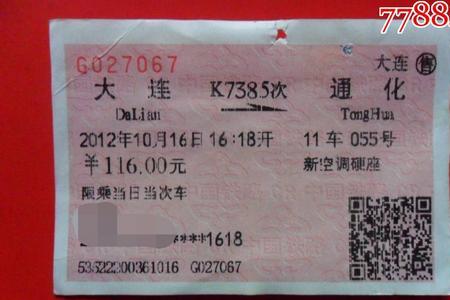 7788
G027067
大连 售
大连 K7385次 通化
DaLian TongHua
2012年10月16日 16:18开 11车 055号
￥116.00元 新空调硬座
限乘当日当次车
****1618
53522200361016 G027067